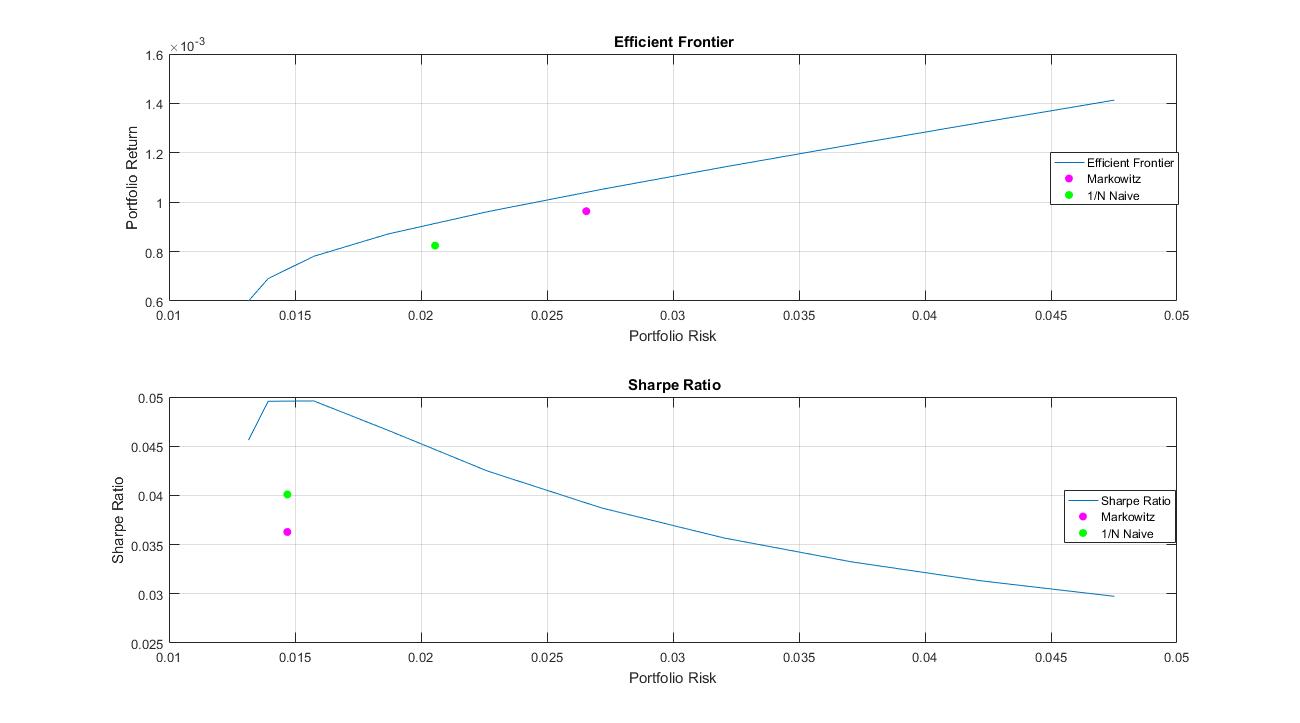 Efficient Frontier
×10-3
1.6
1.4
1.2
1
0.8
0.6
Portfolio Return
Efficient Frontier
Markowitz
1/N Naive
0.01 0.015 0.02 0.025 0.03 0.035 0.04 0.045 0.05
Portfolio Risk
Sharpe Ratio
0.05
0.045
0.04
0.035
0.03
0.025
Sharpe Ratio
Sharpe Ratio
Markowitz
1/N Naive
0.01 0.015 0.02 0.025 0.03 0.035 0.04 0.045 0.05
Portfolio Risk